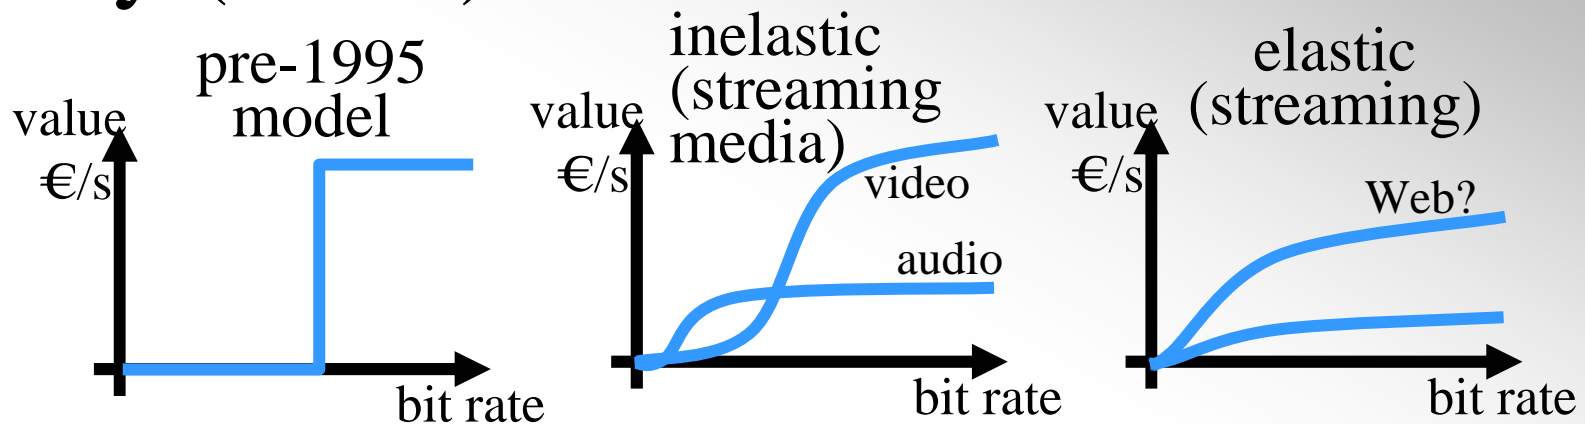 pre-1995
model
value
€/s
bit rate
inelastic
(streaming
media)
value
€/s
video
audio
bit rate
elastic
(streaming)
value
€/s
Web?
bit rate